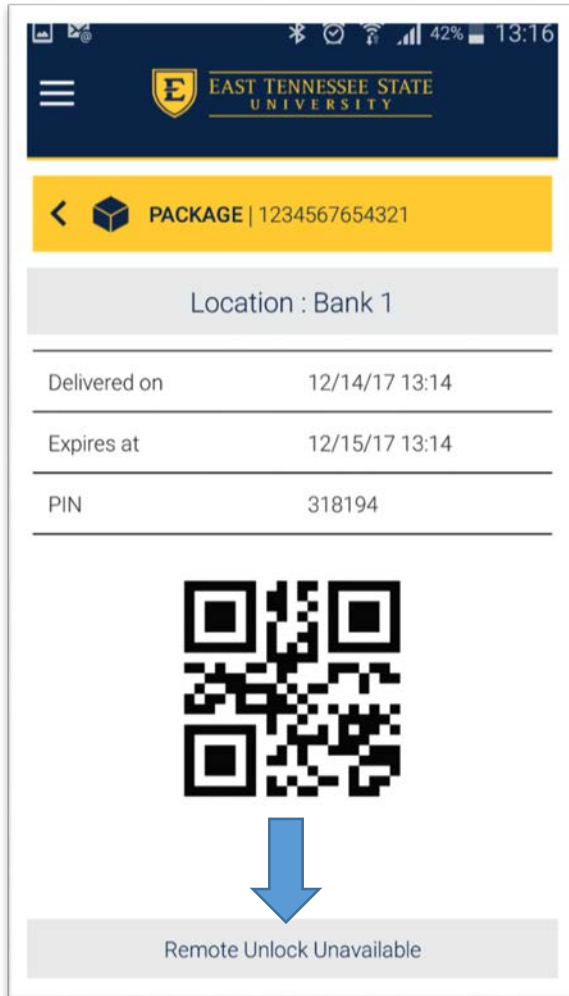 42% 13:16
E EAST TENNESSEE STATE
UNIVERSITY
PACKAGE | 1234567654321
Location : Bank 1
Delivered on 12/14/17 13:14
Expires at 12/15/17 13:14
PIN 318194
Remote Unlock Unavailable